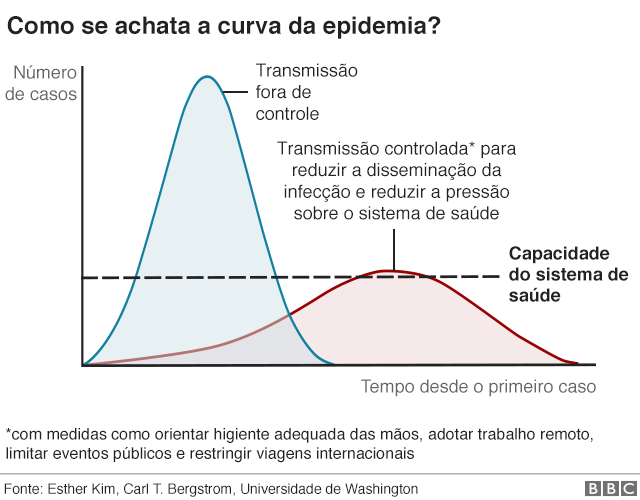 Como se achata a curva da epidemia?
Número
de casos
Transmissão
fora de
controle
Transmissão controlada* para
reduzir a disseminação da
infecção e reduzir a pressão
sobre o sistema de saúde
Capacidade
do sistema de
saúde
Tempo desde o primeiro caso
*com medidas como orientar higiente adequada das mãos, adotar trabalho remoto,
limitar eventos públicos e restringir viagens internacionais
Fonte: Esther Kim, Carl T. Bergstrom, Universidade de Washington
BBC